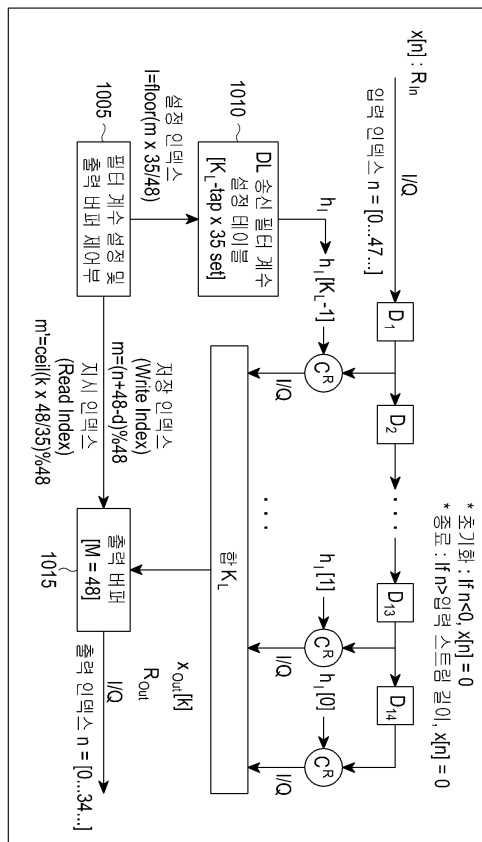 * 초기화 : If n<0, x[n] = 0
* 종료 : If n>입력 스트림 길이, x[n] = 0
x[n] : R_In
I/Q
입력 인덱스 n = [0...47...]
D_1
D_2
. . .
D_13
D_14
h_l
h_l[K_L-1]
C^R
. . .
h_l[1]
C^R
h_l[0]
C^R
I/Q
I/Q
I/Q
1010
DL 송신 필터 계수
설정 테이블
[K_L-tap x 35 set]
합 K_L
설정 인덱스
l=floor(m x 35/48)
1005
필터 계수 설정 및
출력 버퍼 제어부
저장 인덱스
(Write Index)
m=(n+48-d)%48
지시 인덱스
(Read Index)
m'=ceil(k x 48/35)%48
출력 버퍼
[M = 48]
1015
x_Out[k]
R_Out
I/Q
출력 인덱스 n = [0...34...]